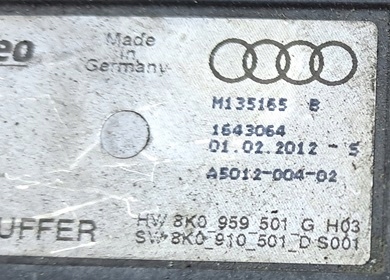 eo
Made
in
Germany
M135165 B
1643064
01.02.2012 - S
A5012-004-02
UFFER
HW 8K0 959 501 G H03
SW 8K0 910 501 D S001